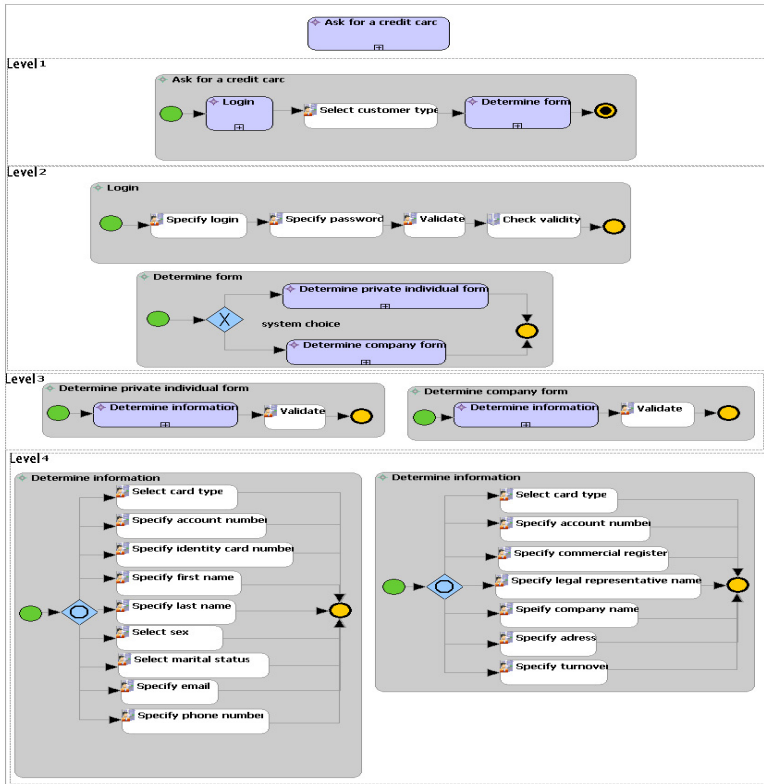 Ask for a credit carc
Level 1
Ask for a credit carc
Login
Select customer type
Determine form
Level 2
Login
Specify login
Specify password
Validate
Check validity
Determine form
Determine private individual form
X
system choice
Determine company form
Level 3
Determine private individual form
Determine information
Validate
Determine company form
Determine information
Validate
Level 4
Determine information
Select card type
Specify account number
Specify identity card number
Specify first name
Specify last name
Select sex
Select marital status
Specify email
Specify phone number
Determine information
Select card type
Specify account number
Specify commercial register
Specify legal representative name
Speify company name
Specify adress
Specify turnover